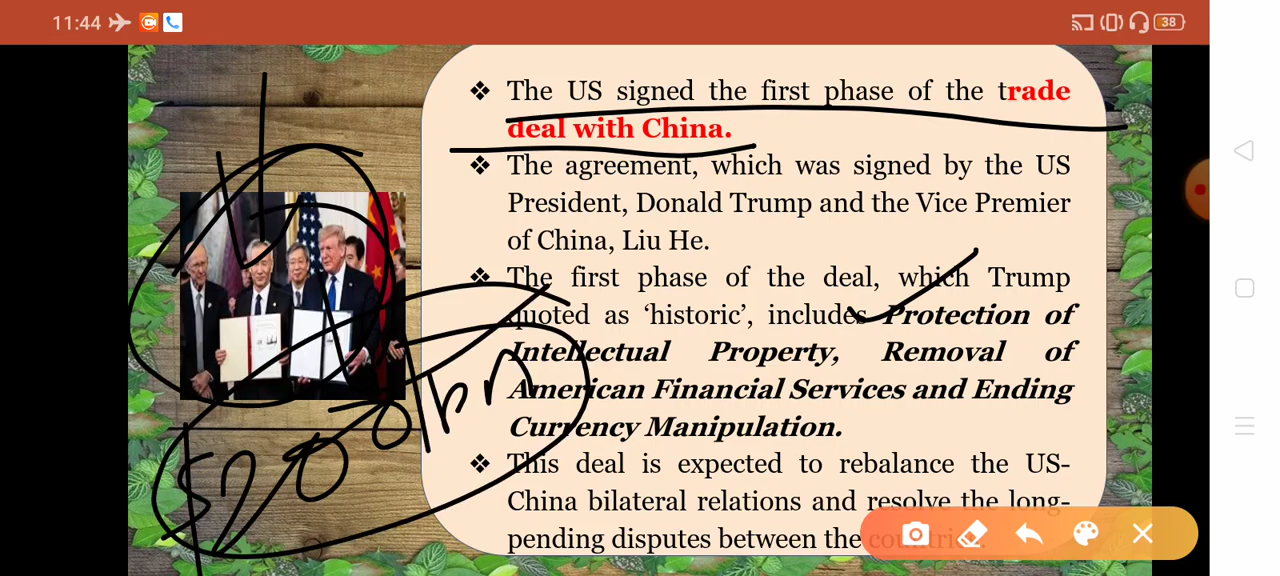 11:44
38
❖ The US signed the first phase of the trade
deal with China.
❖ The agreement, which was signed by the US
President, Donald Trump and the Vice Premier
of China, Liu He.
❖ The first phase of the deal, which Trump
quoted as ‘historic’, includes Protection of
Intellectual Property, Removal of
American Financial Services and Ending
Currency Manipulation.
❖ This deal is expected to rebalance the US-
China bilateral relations and resolve the long-
pending disputes between the countries.
$200 bn